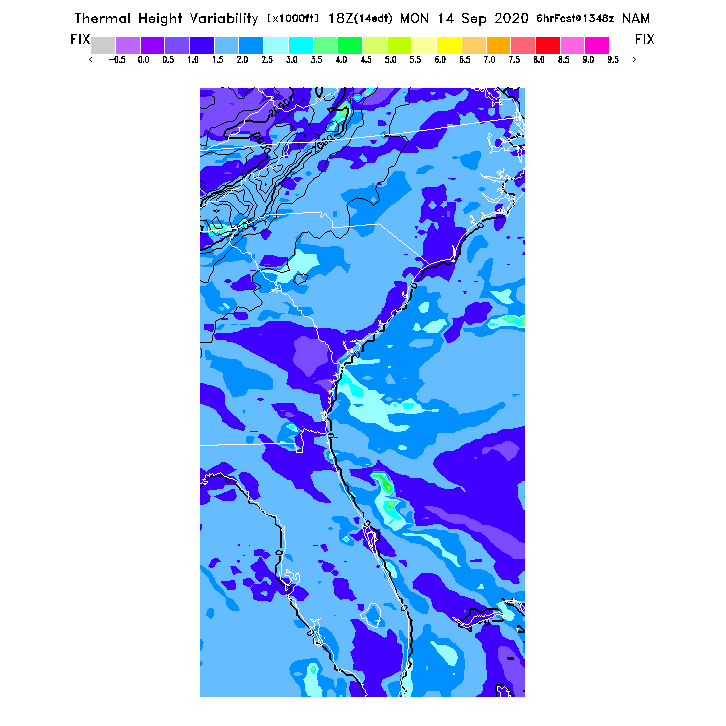 Thermal Height Variability [x1000ft] 18Z(14edt) MON 14 Sep 2020 6hrFcst@1348z NAM
FIX FIX
< -0.5 0.0 0.5 1.0 1.5 2.0 2.5 3.0 3.5 4.0 4.5 5.0 5.5 6.0 6.5 7.0 7.5 8.0 8.5 9.0 9.5 >